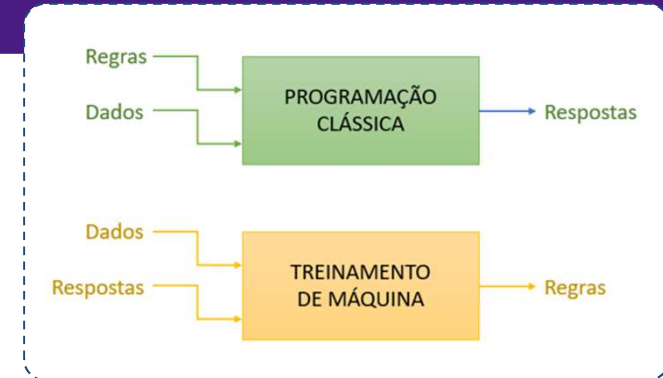 Regras
Dados
PROGRAMAÇÃO
CLÁSSICA
Respostas
Dados
Respostas
TREINAMENTO
DE MÁQUINA
Regras